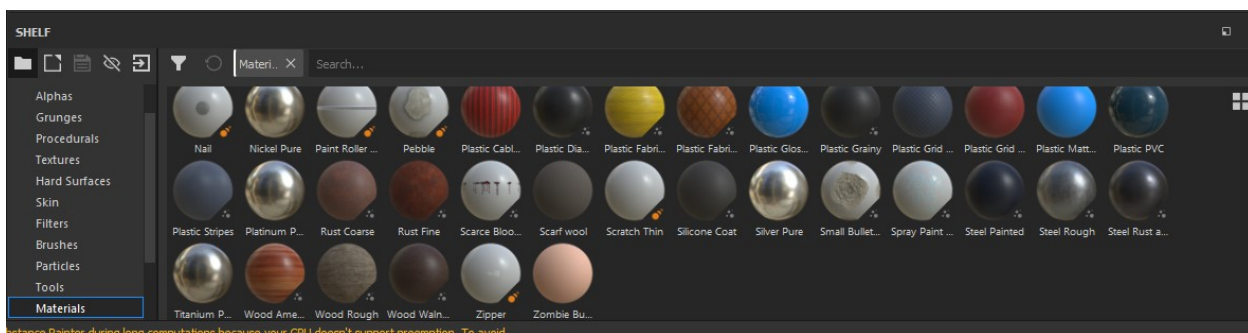 SHELF
Materi... Search...
Alphas
Grunges
Procedurals
Textures
Hard Surfaces
Skin
Filters
Brushes
Particles
Tools
Materials
Nail Nickel Pure Paint Roller ... Pebble Plastic Cabl... Plastic Dia... Plastic Fabri... Plastic Fabri... Plastic Glos... Plastic Grainy Plastic Grid ... Plastic Grid ... Plastic Matt... Plastic PVC
Plastic Stripes Platinum P... Rust Coarse Rust Fine Scarce Bloo... Scarf wool Scratch Thin Silicone Coat Silver Pure Small Bullet... Spray Paint ... Steel Painted Steel Rough Steel Rust a...
Titanium P... Wood Ame... Wood Rough Wood Waln... Zipper Zombie Bu...
stance Painter during long computations because your GPU doesn't support preemption. To avoid